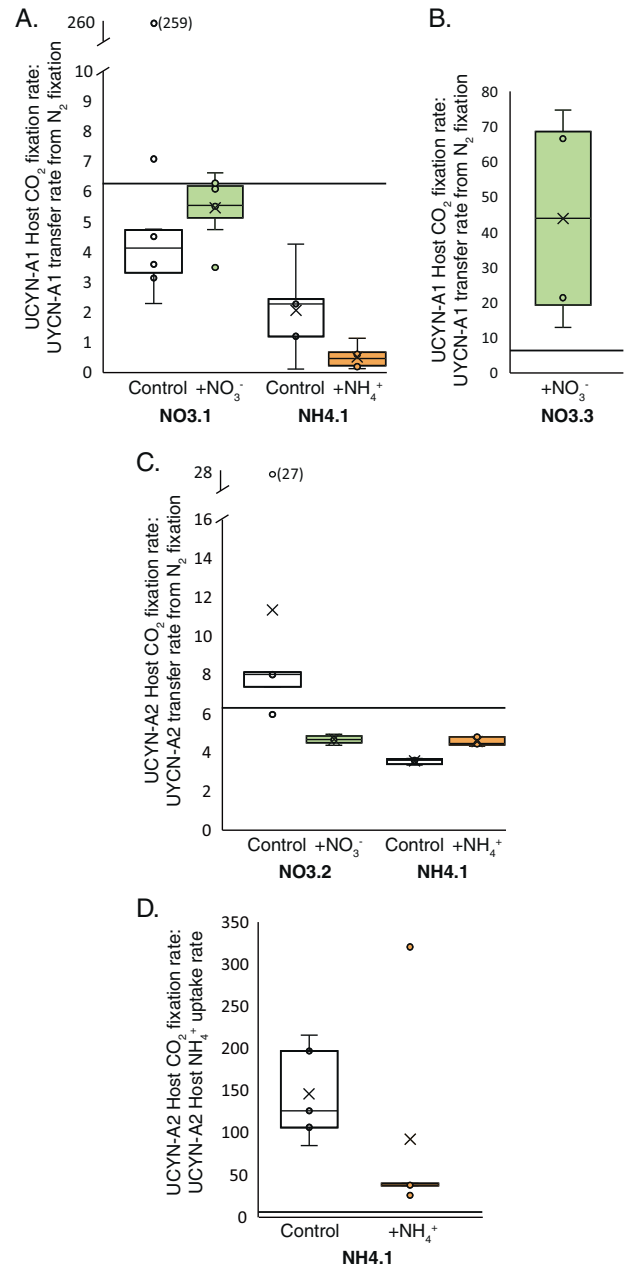 A.
UCYN-A1 Host CO₂ fixation rate:
UYCN-A1 transfer rate from N₂ fixation
260
(259)
10
9
8
7
6
5
4
3
2
1
0
Control +NO₃⁻ Control +NH₄⁺
NO3.1 NH4.1
B.
UCYN-A1 Host CO₂ fixation rate:
UYCN-A1 transfer rate from N₂ fixation
80
70
60
50
40
30
20
10
0
+NO₃⁻
NO3.3
C.
UCYN-A2 Host CO₂ fixation rate:
UYCN-A2 transfer rate from N₂ fixation
28
(27)
16
14
12
10
8
6
4
2
0
Control +NO₃⁻ Control +NH₄⁺
NO3.2 NH4.1
D.
UCYN-A2 Host CO₂ fixation rate:
UCYN-A2 Host NH₄⁺ uptake rate
350
300
250
200
150
100
50
0
Control +NH₄⁺
NH4.1